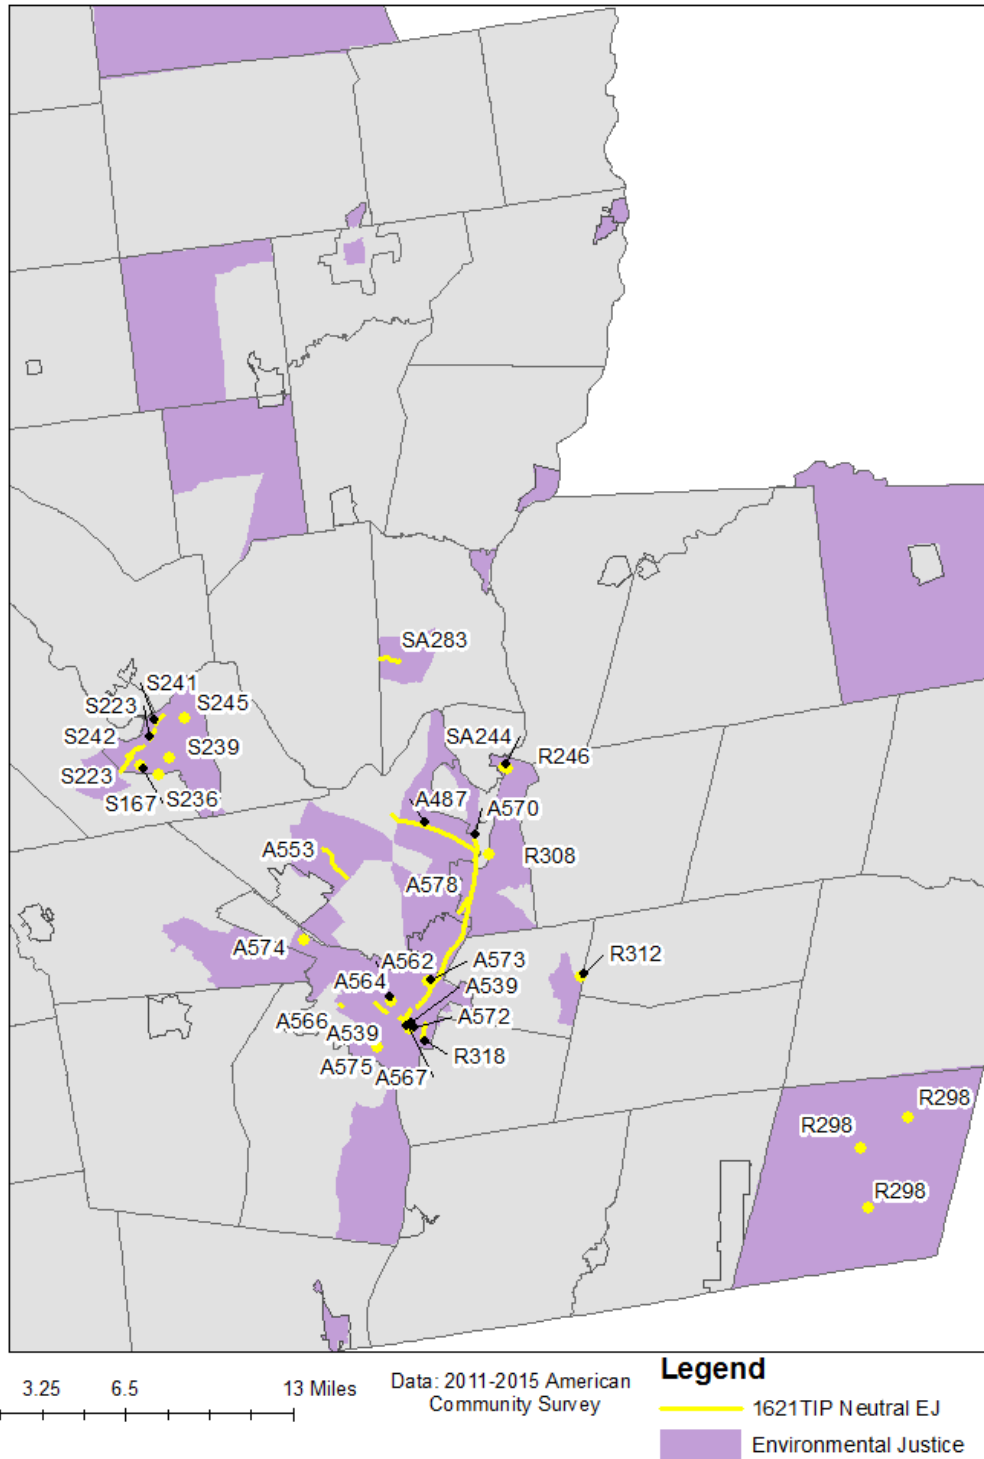 SA283
S241
S223
S245
S242
S239
S223
S167
S236
SA244
R246
A487
A570
A553
R308
A578
A574
A562
A573
R312
A564
A539
A566
A539
A572
A575
A567
R318
R298
R298
R298
3.25 6.5 13 Miles
Data: 2011-2015 American
Community Survey
Legend
1621TIP Neutral EJ
Environmental Justice